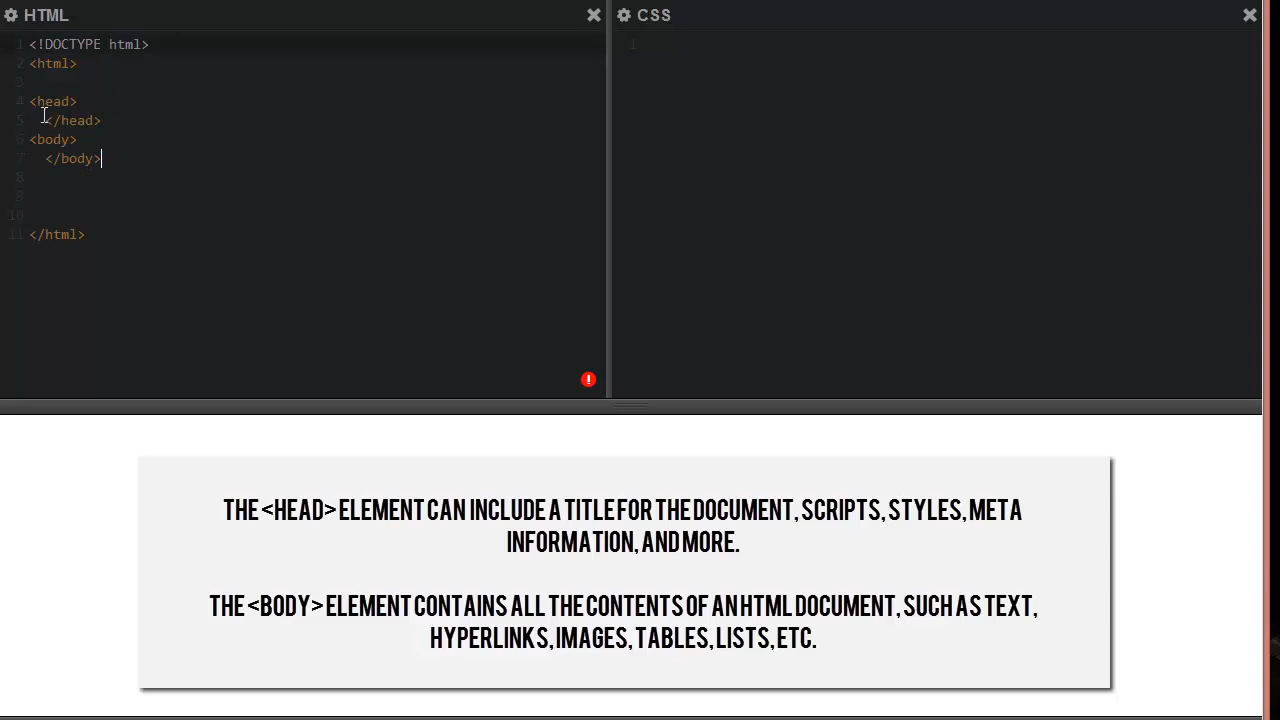 HTML
1 <!DOCTYPE html>
2 <html>
3
4 <head>
5 </head>
6 <body>
7 </body>
8
9
10
11 </html>
CSS
1
THE <HEAD> ELEMENT CAN INCLUDE A TITLE FOR THE DOCUMENT, SCRIPTS, STYLES, META
INFORMATION, AND MORE.
THE <BODY> ELEMENT CONTAINS ALL THE CONTENTS OF AN HTML DOCUMENT, SUCH AS TEXT,
HYPERLINKS, IMAGES, TABLES, LISTS, ETC.